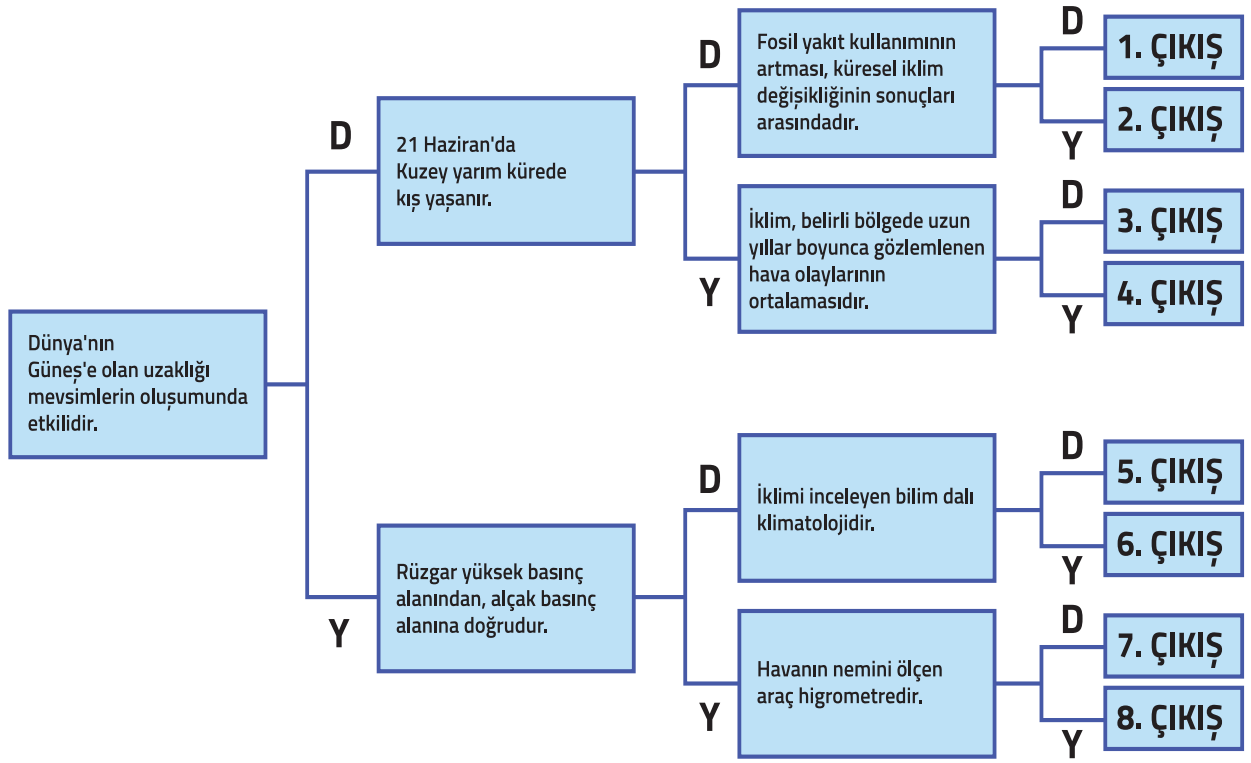 Dünya'nın
Güneş'e olan uzaklığı
mevsimlerin oluşumunda
etkilidir.
D
21 Haziran'da
Kuzey yarım kürede
kış yaşanır.
Y
Rüzgar yüksek basınç
alanından, alçak basınç
alanına doğrudur.
D
Fosil yakıt kullanımının
artması, küresel iklim
değişikliğinin sonuçları
arasındadır.
Y
İklim, belirli bölgede uzun
yıllar boyunca gözlemlenen
hava olaylarının
ortalamasıdır.
D
İklimi inceleyen bilim dalı
klimatolojidir.
Y
Havanın nemini ölçen
araç higrometredir.
D
1. ÇIKIŞ
Y
2. ÇIKIŞ
D
3. ÇIKIŞ
Y
4. ÇIKIŞ
D
5. ÇIKIŞ
Y
6. ÇIKIŞ
D
7. ÇIKIŞ
Y
8. ÇIKIŞ